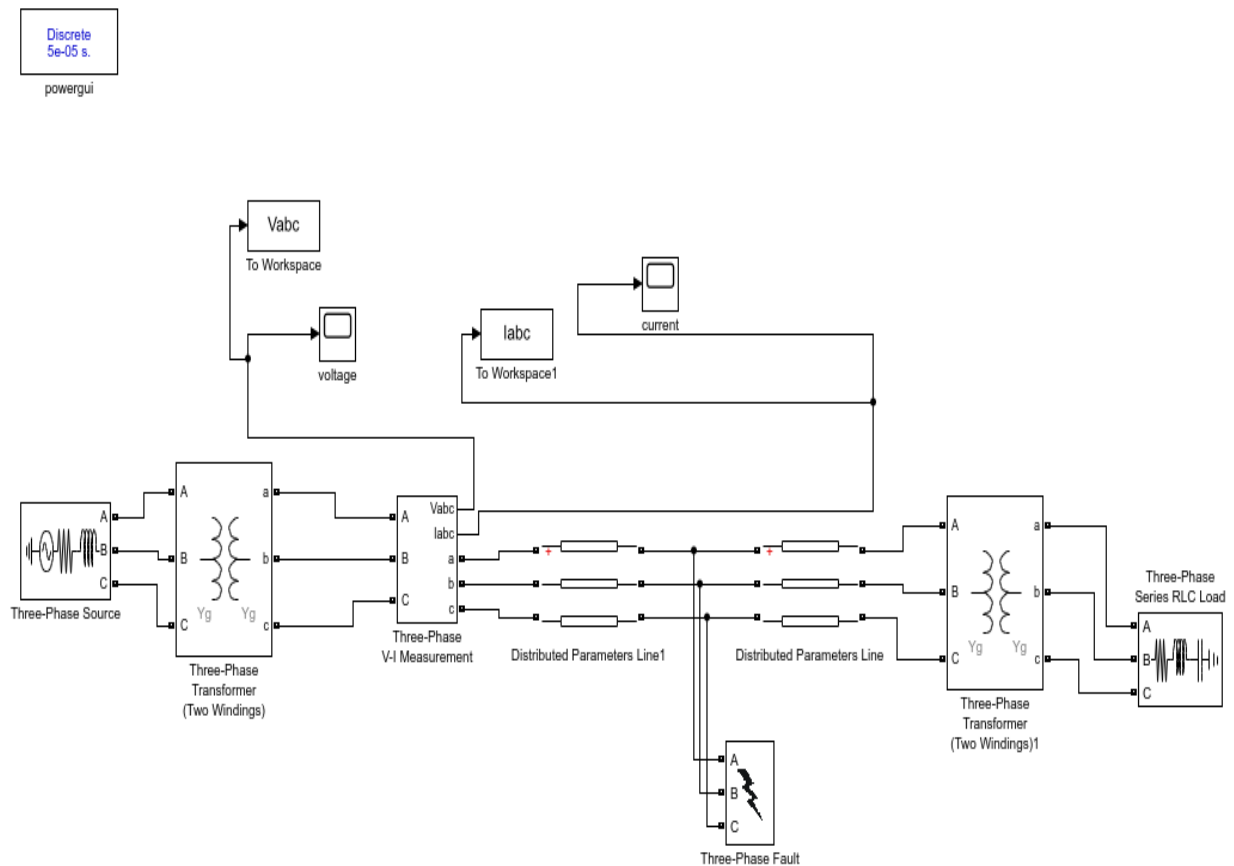 Discrete
5e-05 s.
powergui
Vabc
To Workspace
voltage
Iabc
To Workspace1
current
A
B
C
Three-Phase Source
A
B
C
a
b
c
Yg
Yg
Three-Phase
Transformer
(Two Windings)
A
B
C
Vabc
Iabc
a
b
c
Three-Phase
V-I Measurement
+
Distributed Parameters Line1
+
Distributed Parameters Line
A
B
C
Three-Phase Fault
A
B
C
a
b
c
Yg
Yg
Three-Phase
Transformer
(Two Windings)1
Three-Phase
Series RLC Load
A
B
C